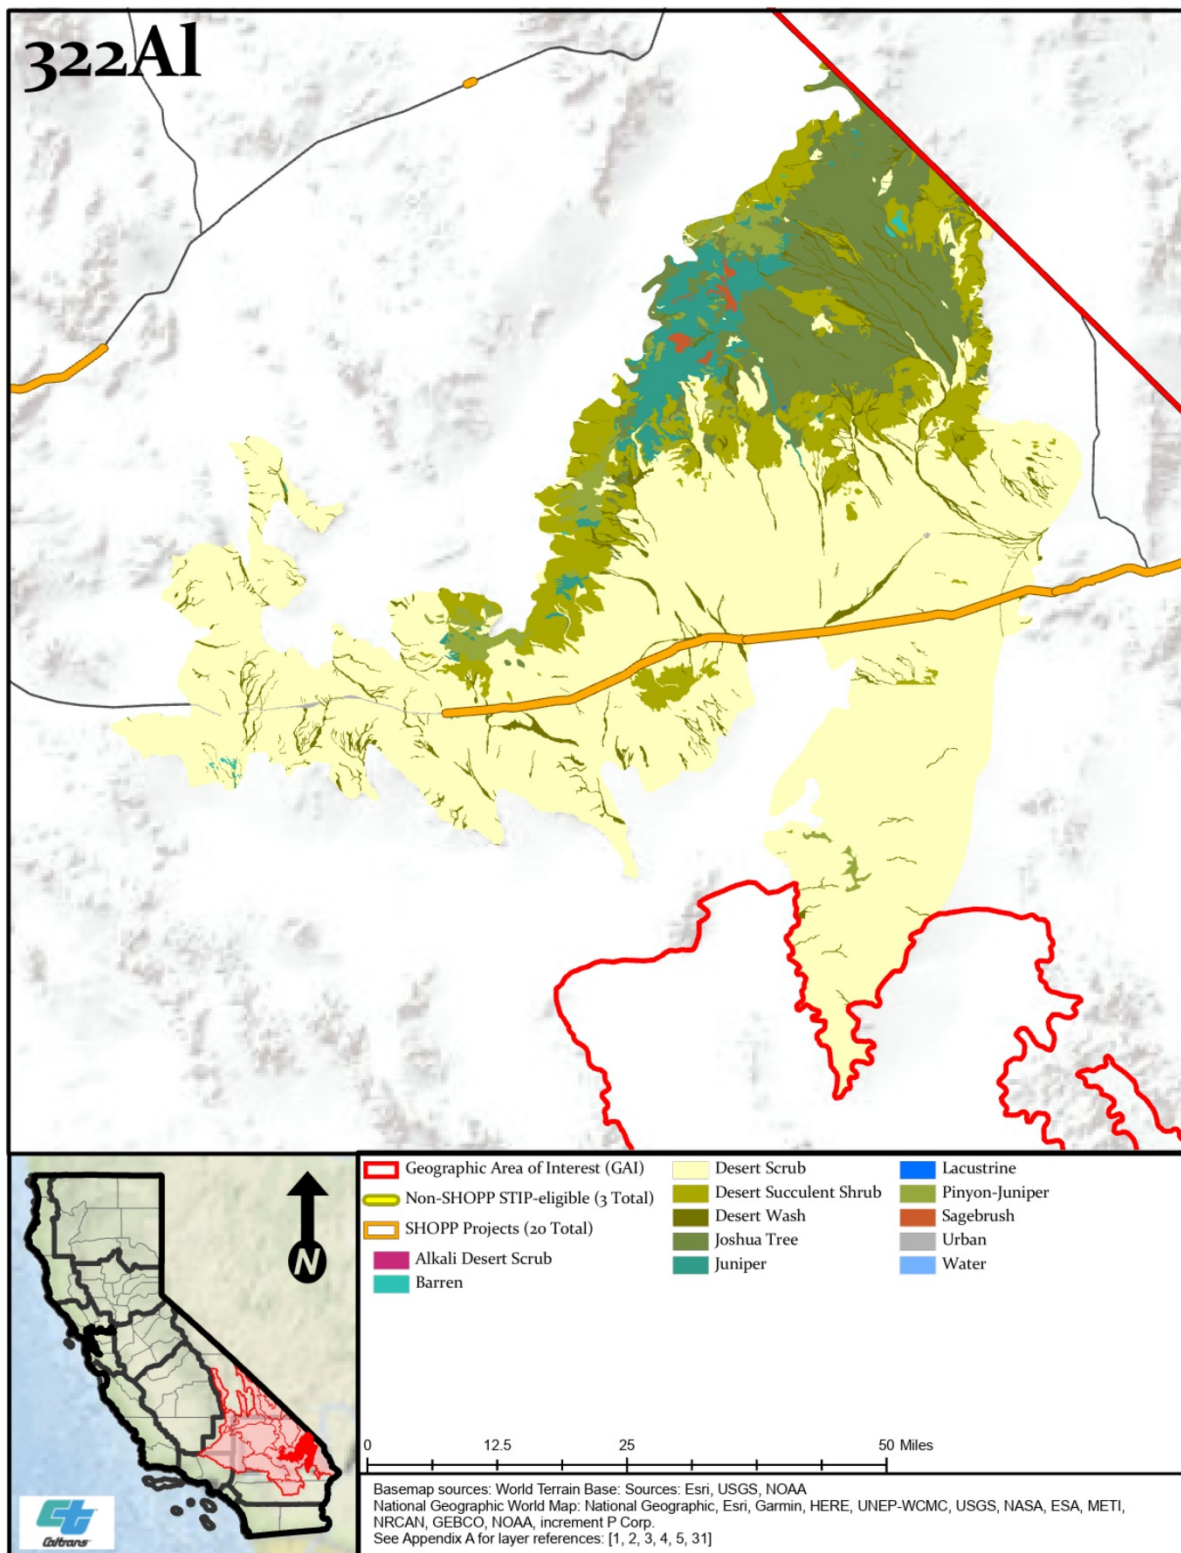 322Al
Geographic Area of Interest (GAI)
Non-SHOPP STIP-eligible (3 Total)
SHOPP Projects (20 Total)
Alkali Desert Scrub
Barren
Desert Scrub
Desert Succulent Shrub
Desert Wash
Joshua Tree
Juniper
Lacustrine
Pinyon-Juniper
Sagebrush
Urban
Water
N
0 12.5 25 50 Miles
Basemap sources: World Terrain Base: Sources: Esri, USGS, NOAA
National Geographic World Map: National Geographic, Esri, Garmin, HERE, UNEP-WCMC, USGS, NASA, ESA, METI,
NRCAN, GEBCO, NOAA, increment P Corp.
See Appendix A for layer references: [1, 2, 3, 4, 5, 31]
Caltrans